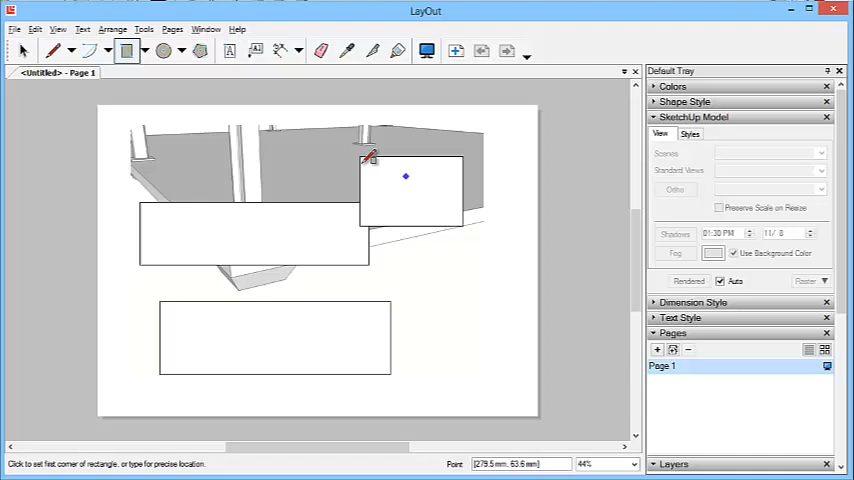 LayOut
File Edit View Text Arrange Tools Pages Window Help
<Untitled> - Page 1
Default Tray
Colors
Shape Style
SketchUp Model
View Styles
Scenes
Standard Views
Ortho
Preserve Scale on Resize
Shadows 01:30 PM 11/ 8
Fog Use Background Color
Rendered Auto Raster
Dimension Style
Text Style
Pages
Page 1
Layers
Click to set first corner of rectangle, or type for precise location. Point [279.5 mm, 63.6 mm] 44%